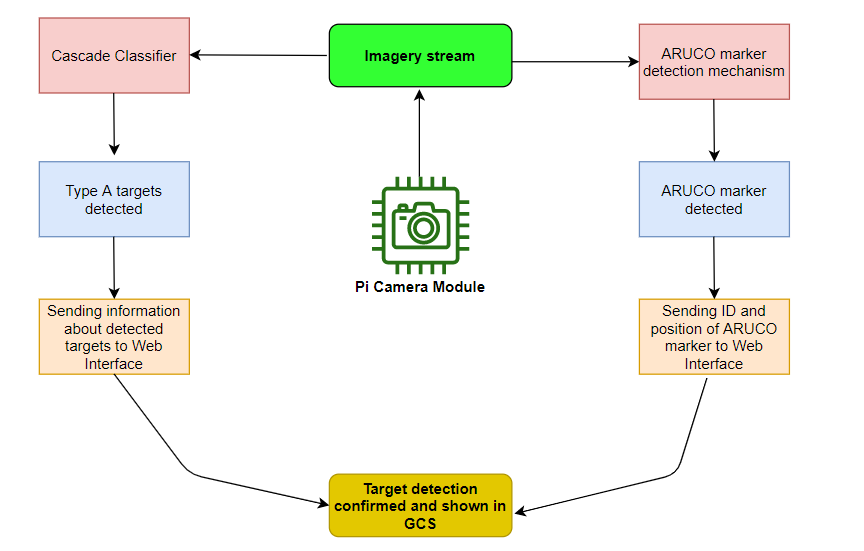 Cascade Classifier
Imagery stream
ARUCO marker
detection mechanism
Type A targets
detected
ARUCO marker
detected
Pi Camera Module
Sending information
about detected
targets to Web
Interface
Sending ID and
position of ARUCO
marker to Web
Interface
Target detection
confirmed and shown in
GCS